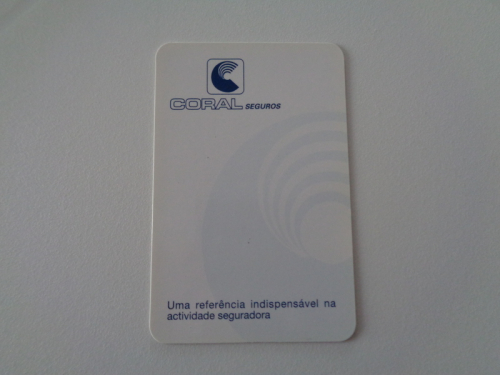 CORAL SEGUROS
Uma referência indispensável na
actividade seguradora